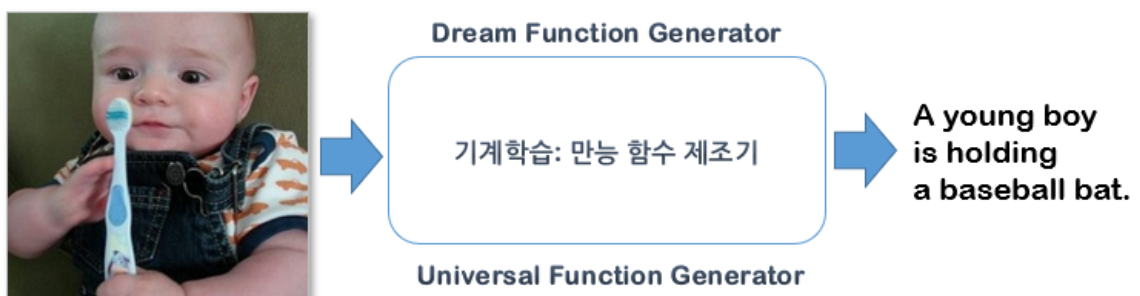 Dream Function Generator
기계학습: 만능 함수 제조기
A young boy
is holding
a baseball bat.
Universal Function Generator